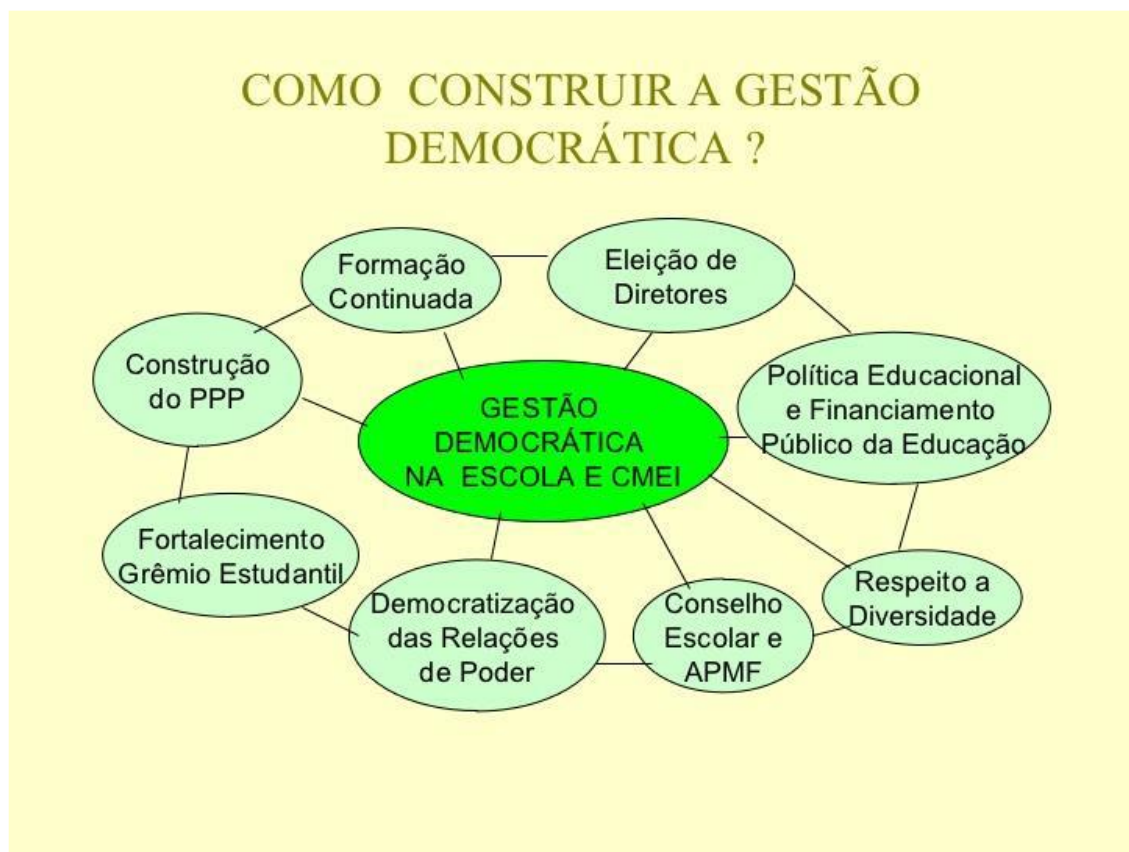 COMO CONSTRUIR A GESTÃO
DEMOCRÁTICA ?
Formação
Continuada
Eleição de
Diretores
Construção
do PPP
Política Educacional
e Financiamento
Público da Educação
GESTÃO
DEMOCRÁTICA
NA ESCOLA E CMEI
Fortalecimento
Grêmio Estudantil
Democratização
das Relações
de Poder
Conselho
Escolar e
APMF
Respeito a
Diversidade